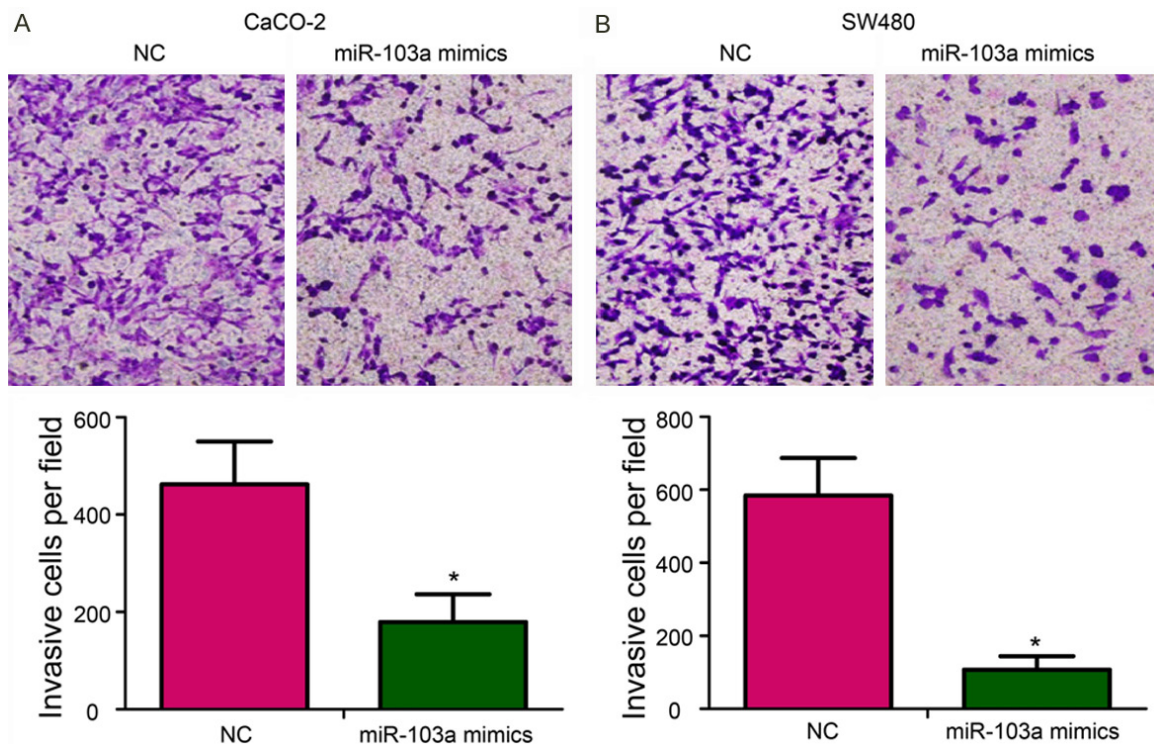 A
CaCO-2
NC
miR-103a mimics
B
SW480
NC
miR-103a mimics
Invasive cells per field
600
400
200
0
*
NC
miR-103a mimics
Invasive cells per field
800
600
400
200
0
*
NC
miR-103a mimics